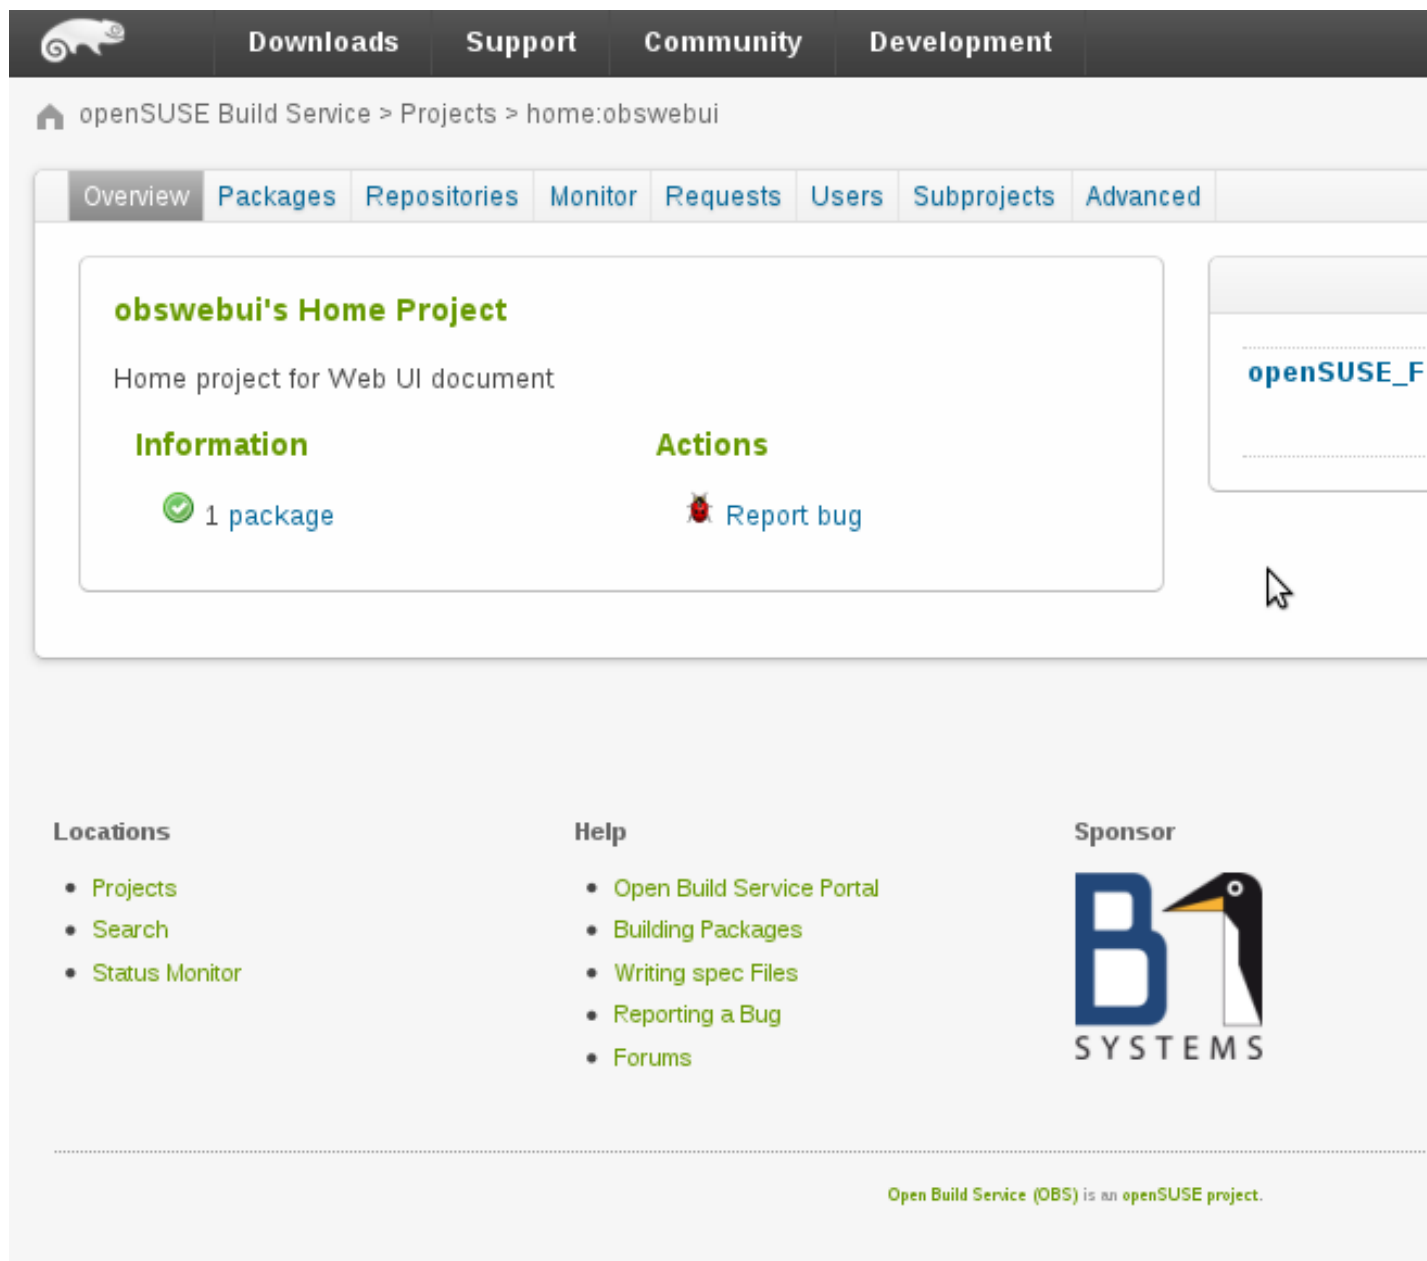 Downloads Support Community Development
openSUSE Build Service > Projects > home:obswebui
Overview Packages Repositories Monitor Requests Users Subprojects Advanced
obswebui's Home Project
Home project for Web UI document
Information
1 package
Actions
Report bug
openSUSE_F
Locations
Projects
Search
Status Monitor
Help
Open Build Service Portal
Building Packages
Writing spec Files
Reporting a Bug
Forums
Sponsor
B1
SYSTEMS
Open Build Service (OBS) is an openSUSE project.